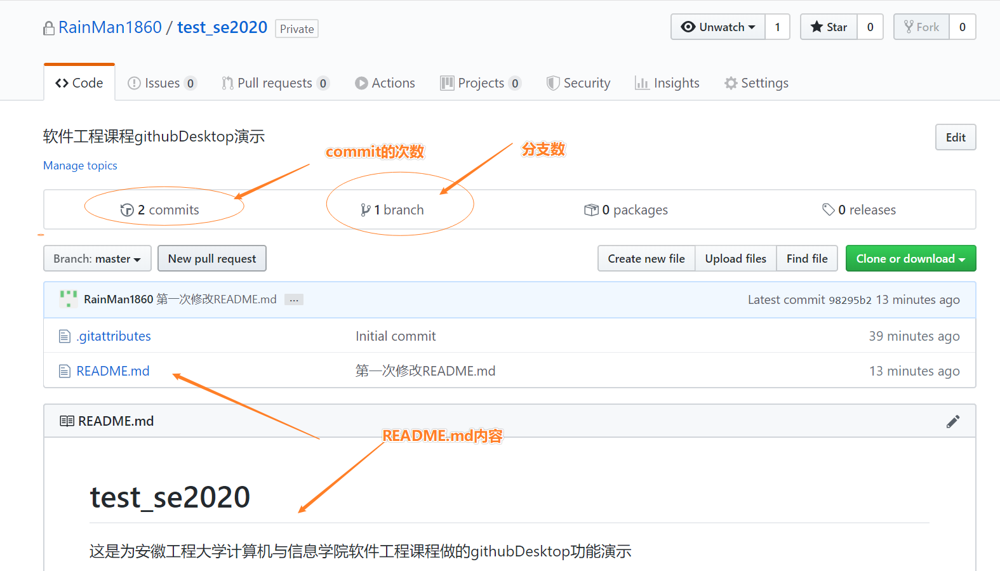 RainMan1860 / test_se2020 Private Unwatch 1 Star 0 Fork 0
Code Issues 0 Pull requests 0 Actions Projects 0 Security Insights Settings
软件工程课程githubDesktop演示 Edit
commit的次数 分支数
Manage topics
2 commits 1 branch 0 packages 0 releases
Branch: master New pull request Create new file Upload files Find file Clone or download
RainMan1860 第一次修改README.md ... Latest commit 98295b2 13 minutes ago
.gitattributes Initial commit 39 minutes ago
README.md 第一次修改README.md 13 minutes ago
README.md
README.md内容
test_se2020
这是为安徽工程大学计算机与信息学院软件工程课程做的githubDesktop功能演示